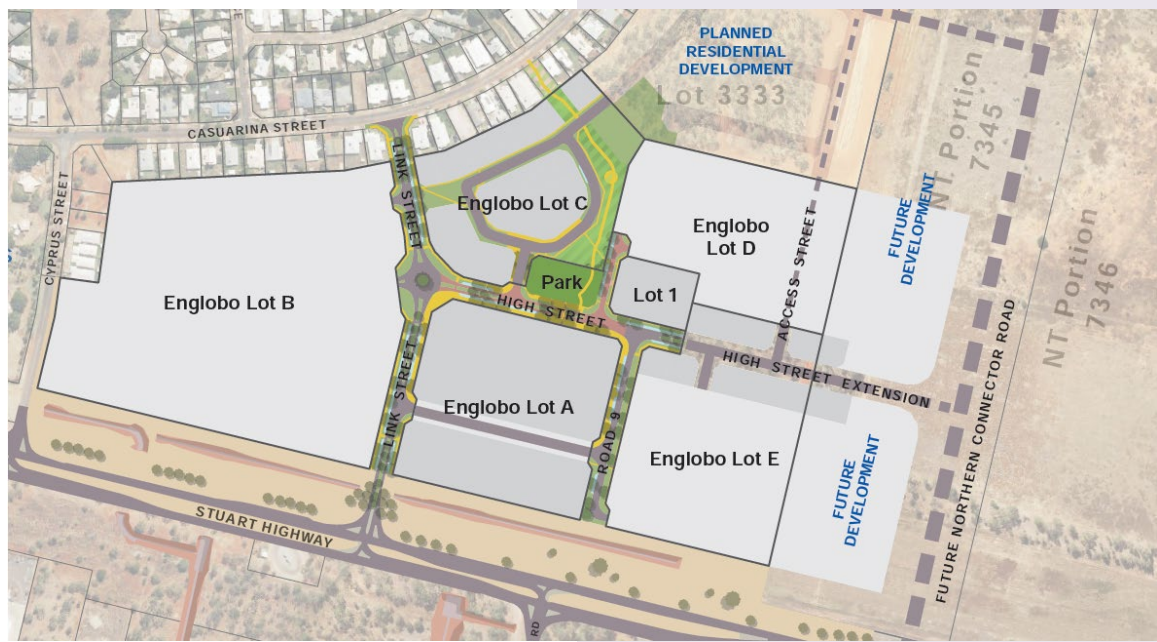 PLANNED
RESIDENTIAL
DEVELOPMENT
Lot 3333
NT. Portion
7345
CASUARINA STREET
LINK STREET
CYPRUS STREET
Englobo Lot C
Englobo
Lot D
ACCESS STREET
FUTURE
DEVELOPMENT
NT Portion
7346
Englobo Lot B
Park
Lot 1
HIGH STREET
HIGH STREET EXTENSION
LINK STREET
Englobo Lot A
ROAD 9
Englobo Lot E
FUTURE
DEVELOPMENT
FUTURE NORTHERN CONNECTOR ROAD
STUART HIGHWAY
RD